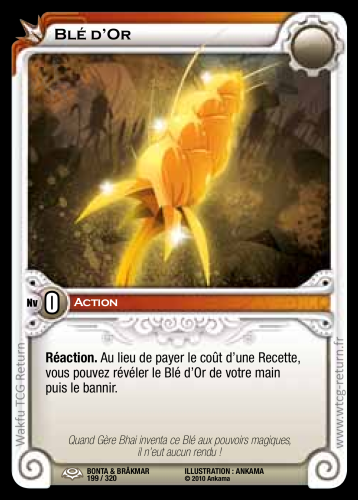 Blé d'Or
Nv 0 Action
Réaction. Au lieu de payer le coût d'une Recette,
vous pouvez révéler le Blé d'Or de votre main
puis le bannir.
Wakfu TCG Return
www.wtcg-return.fr
Quand Gère Bhai inventa ce Blé aux pouvoirs magiques,
il n'eut aucun rendu !
BONTA & BRÂKMAR
199 / 320
ILLUSTRATION : ANKAMA
© 2010 Ankama